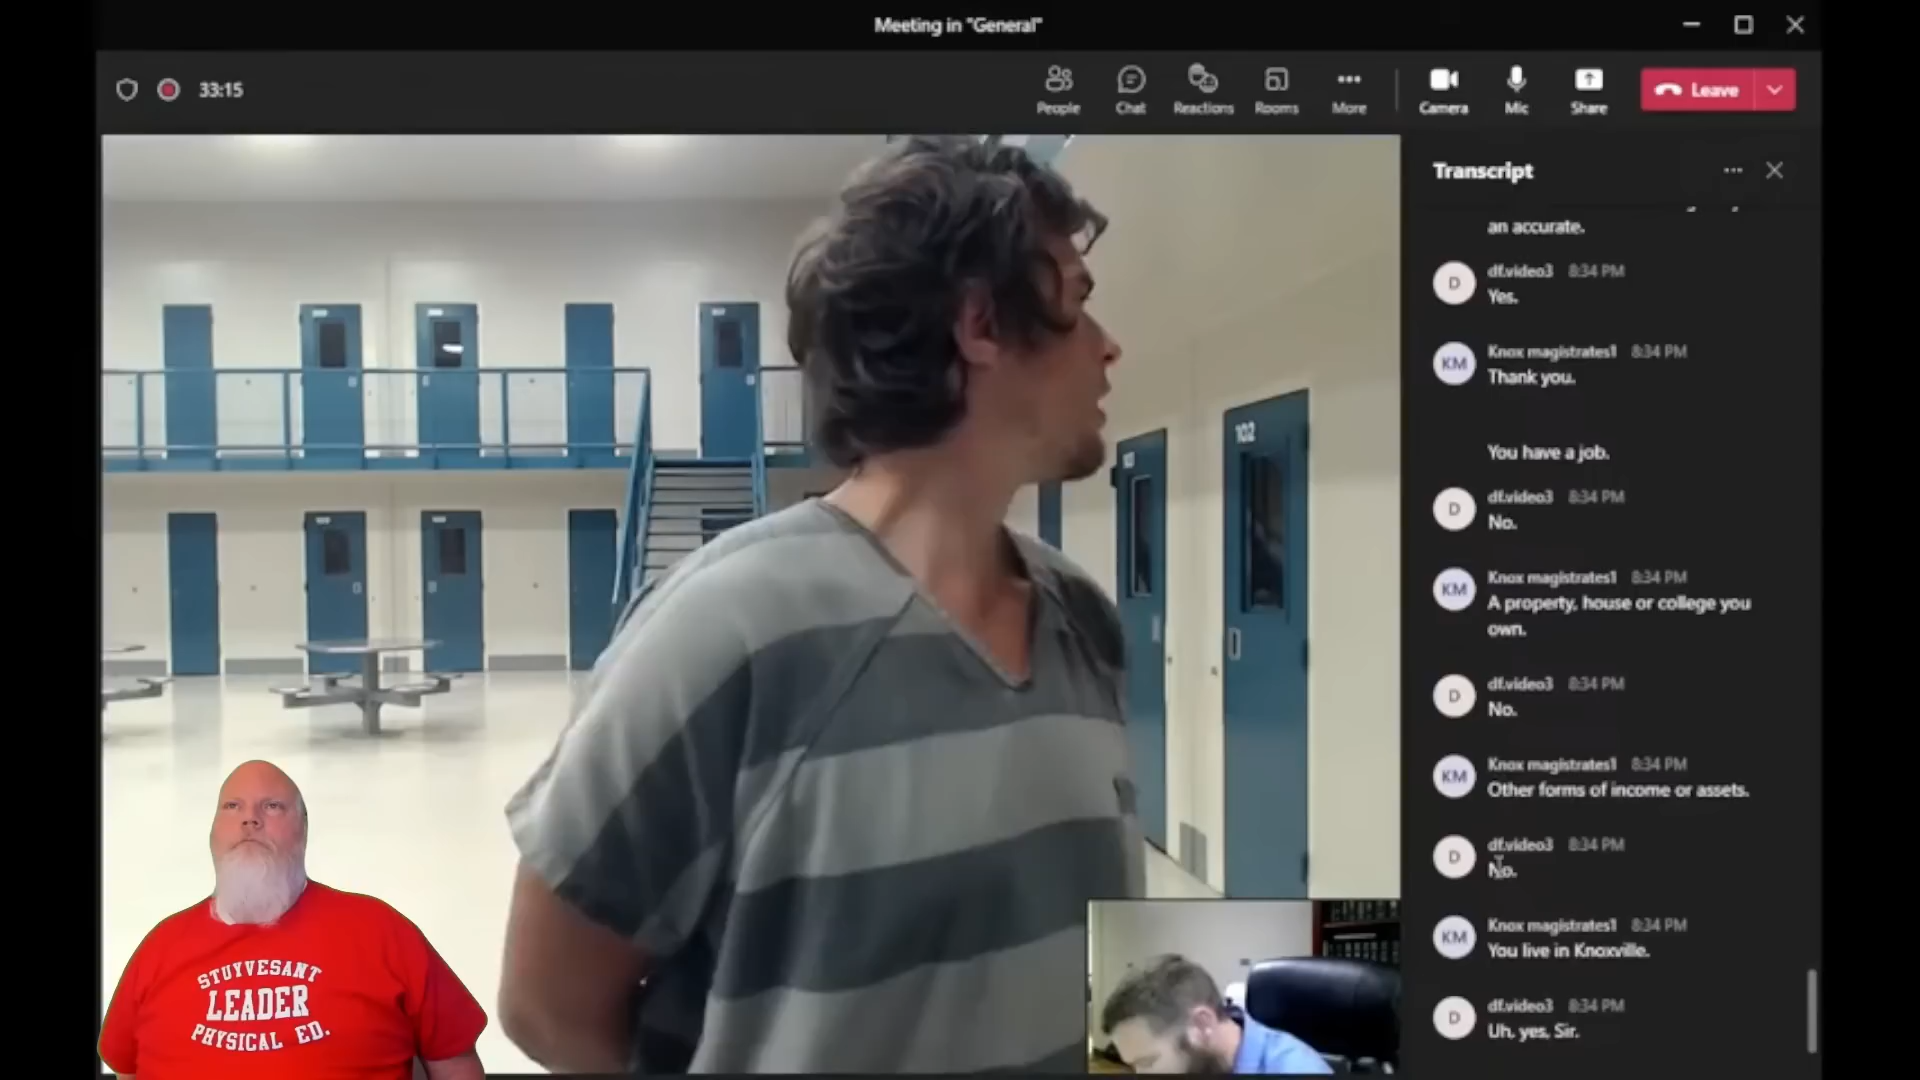 Meeting in "General"
33:15
People
Chat
Reactions
Rooms
More
Camera
Mic
Share
Leave
Transcript
an accurate.
D
df.video3 8:34 PM
Yes.
KM
Knox magistrates1 8:34 PM
Thank you.
You have a job.
D
df.video3 8:34 PM
No.
KM
Knox magistrates1 8:34 PM
A property, house or college you
own.
D
df.video3 8:34 PM
No.
KM
Knox magistrates1 8:34 PM
Other forms of income or assets.
D
df.video3 8:34 PM
No.
KM
Knox magistrates1 8:34 PM
You live in Knoxville.
D
df.video3 8:34 PM
Uh, yes, Sir.
102
STUYVESANT
LEADER
PHYSICAL ED.